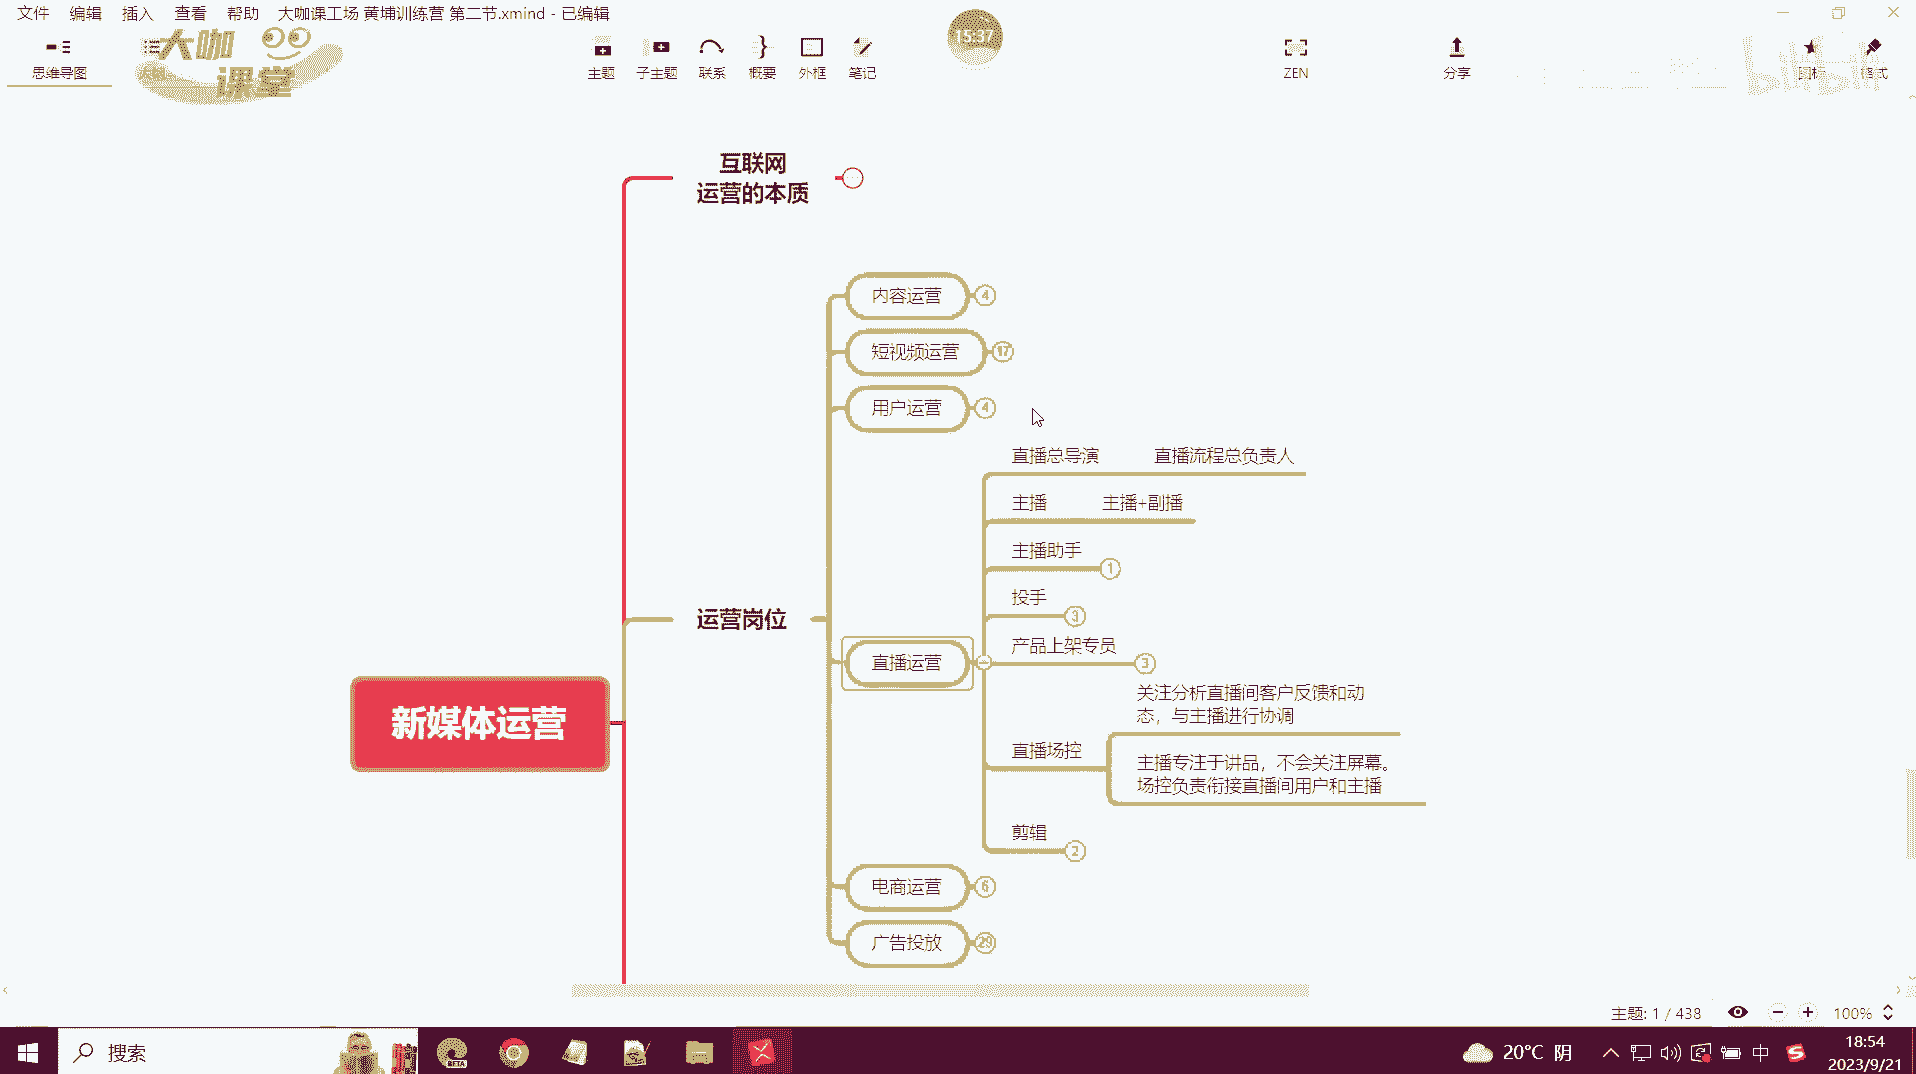 文件 编辑 插入 查看 帮助 大咖课工场 黄埔训练营 第二节.xmind - 已编辑
思维导图
大咖
课堂
主题 子主题 联系 概要 外框 笔记
15:37
ZEN
分享
图标
格式
bilibili
互联网
运营的本质
内容运营 4
短视频运营 17
用户运营 4
直播总导演 直播流程总负责人
主播 主播+副播
主播助手 1
投手 3
运营岗位
产品上架专员 3
直播运营
关注分析直播间客户反馈和动
态，与主播进行协调
新媒体运营
直播场控
主播专注于讲品，不会关注屏幕。
场控负责衔接直播间用户和主播
剪辑 2
电商运营 6
广告投放 29
主题: 1 / 438
100%
搜索
BETA
20°C 阴
中
18:54
2023/9/21